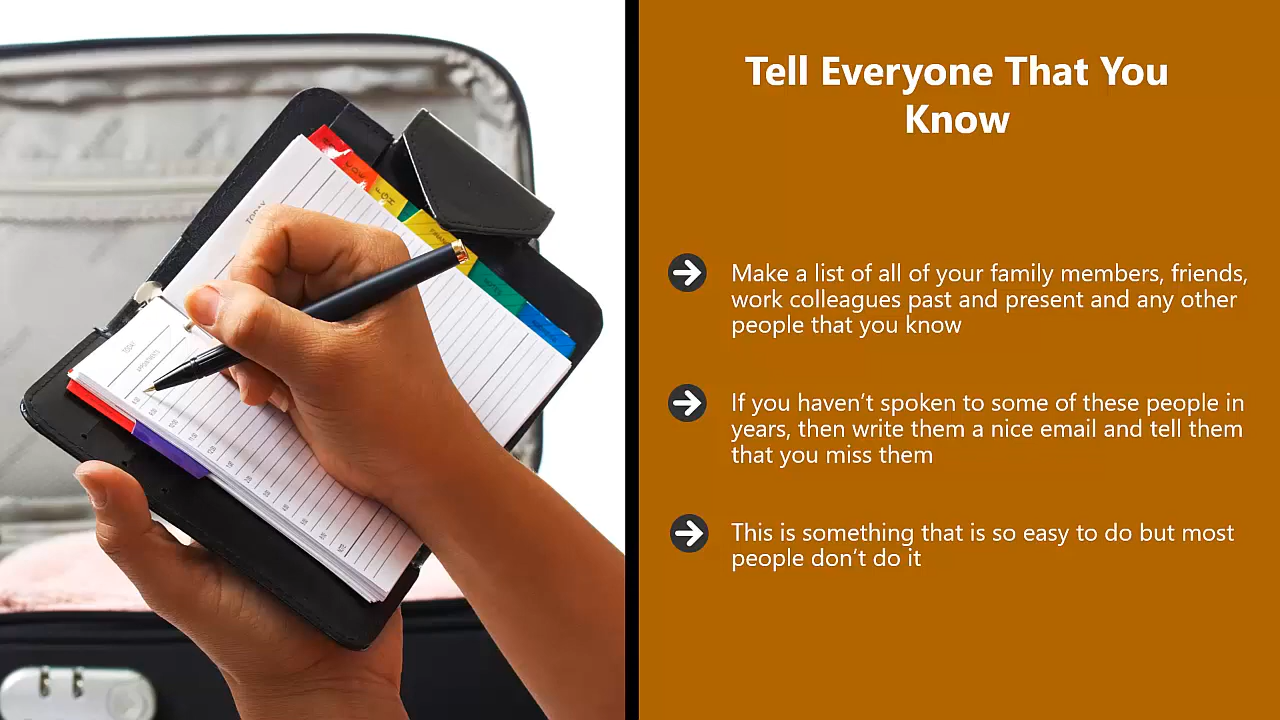 Tell Everyone That You
Know
Make a list of all of your family members, friends,
work colleagues past and present and any other
people that you know
If you haven’t spoken to some of these people in
years, then write them a nice email and tell them
that you miss them
This is something that is so easy to do but most
people don’t do it
TODAY
TODAY
APPOINTMENTS